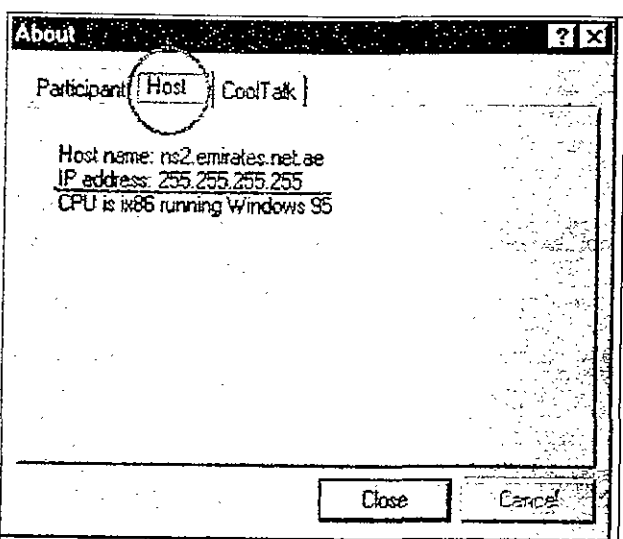 About
Participant Host CoolTalk
Host name: ns2.emirates.net.ae
IP address: 255.255.255.255
CPU is ix86 running Windows 95
Close Cancel